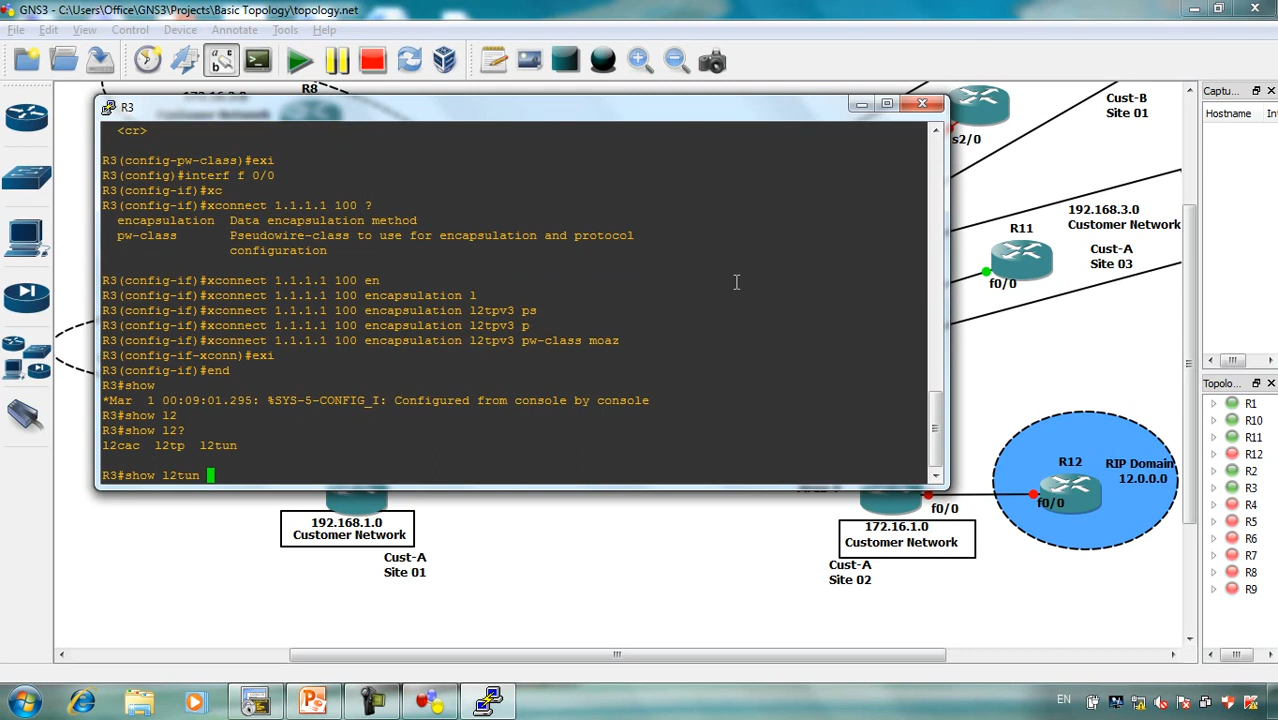 GNS3 - C:\Users\Office\GNS3\Projects\Basic Topology\topology.net
File Edit View Control Device Annotate Tools Help
R8
R3
<cr>
R3(config-pw-class)#exi
R3(config)#interf f 0/0
R3(config-if)#xc
R3(config-if)#xconnect 1.1.1.1 100 ?
encapsulation Data encapsulation method
pw-class Pseudowire-class to use for encapsulation and protocol
configuration
R3(config-if)#xconnect 1.1.1.1 100 en
R3(config-if)#xconnect 1.1.1.1 100 encapsulation l
R3(config-if)#xconnect 1.1.1.1 100 encapsulation l2tpv3 ps
R3(config-if)#xconnect 1.1.1.1 100 encapsulation l2tpv3 p
R3(config-if)#xconnect 1.1.1.1 100 encapsulation l2tpv3 pw-class moaz
R3(config-if-xconn)#exi
R3(config-if)#end
R3#show
*Mar 1 00:09:01.295: %SYS-5-CONFIG_I: Configured from console by console
R3#show l2
R3#show l2?
l2cac l2tp l2tun
R3#show l2tun
Cust-B
Site 01
s2/0
192.168.3.0
Customer Network
R11
Cust-A
Site 03
f0/0
192.168.1.0
Customer Network
Cust-A
Site 01
f0/0
172.16.1.0
Customer Network
Cust-A
Site 02
R12
f0/0
RIP Domain
12.0.0.0
Captu...
Hostname Int
Topolo...
R1
R10
R11
R12
R2
R3
R4
R5
R6
R7
R8
R9
EN